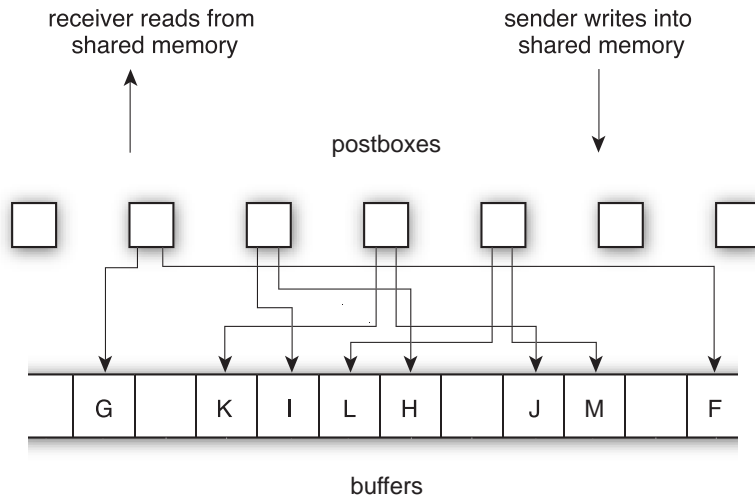 receiver reads from
shared memory
sender writes into
shared memory
postboxes
G K I L H J M F
buffers